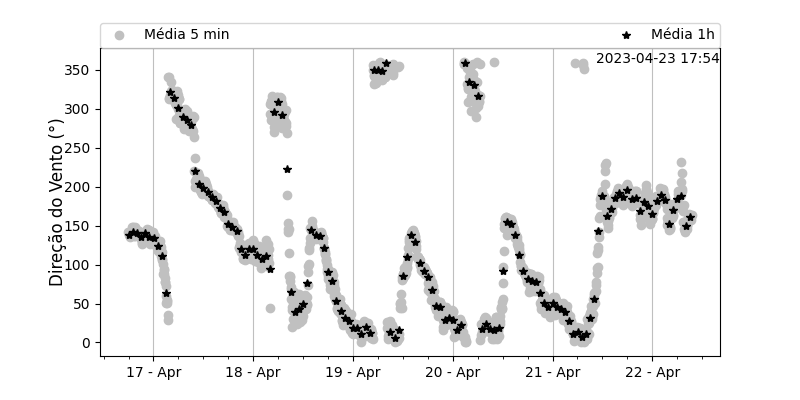 Média 5 min
Média 1h
2023-04-23 17:54
Direção do Vento (°)
350
300
250
200
150
100
50
0
17 - Apr
18 - Apr
19 - Apr
20 - Apr
21 - Apr
22 - Apr